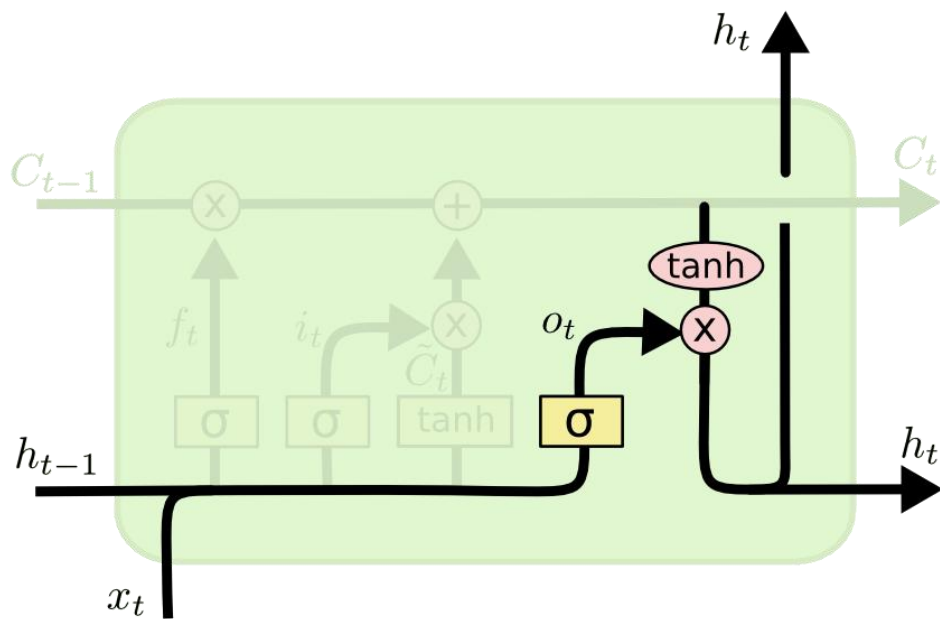 h_t
C_{t-1}
C_t
x
+
tanh
f_t
i_t
x
o_t
x
C̃_t
σ
σ
tanh
σ
h_{t-1}
h_t
x_t